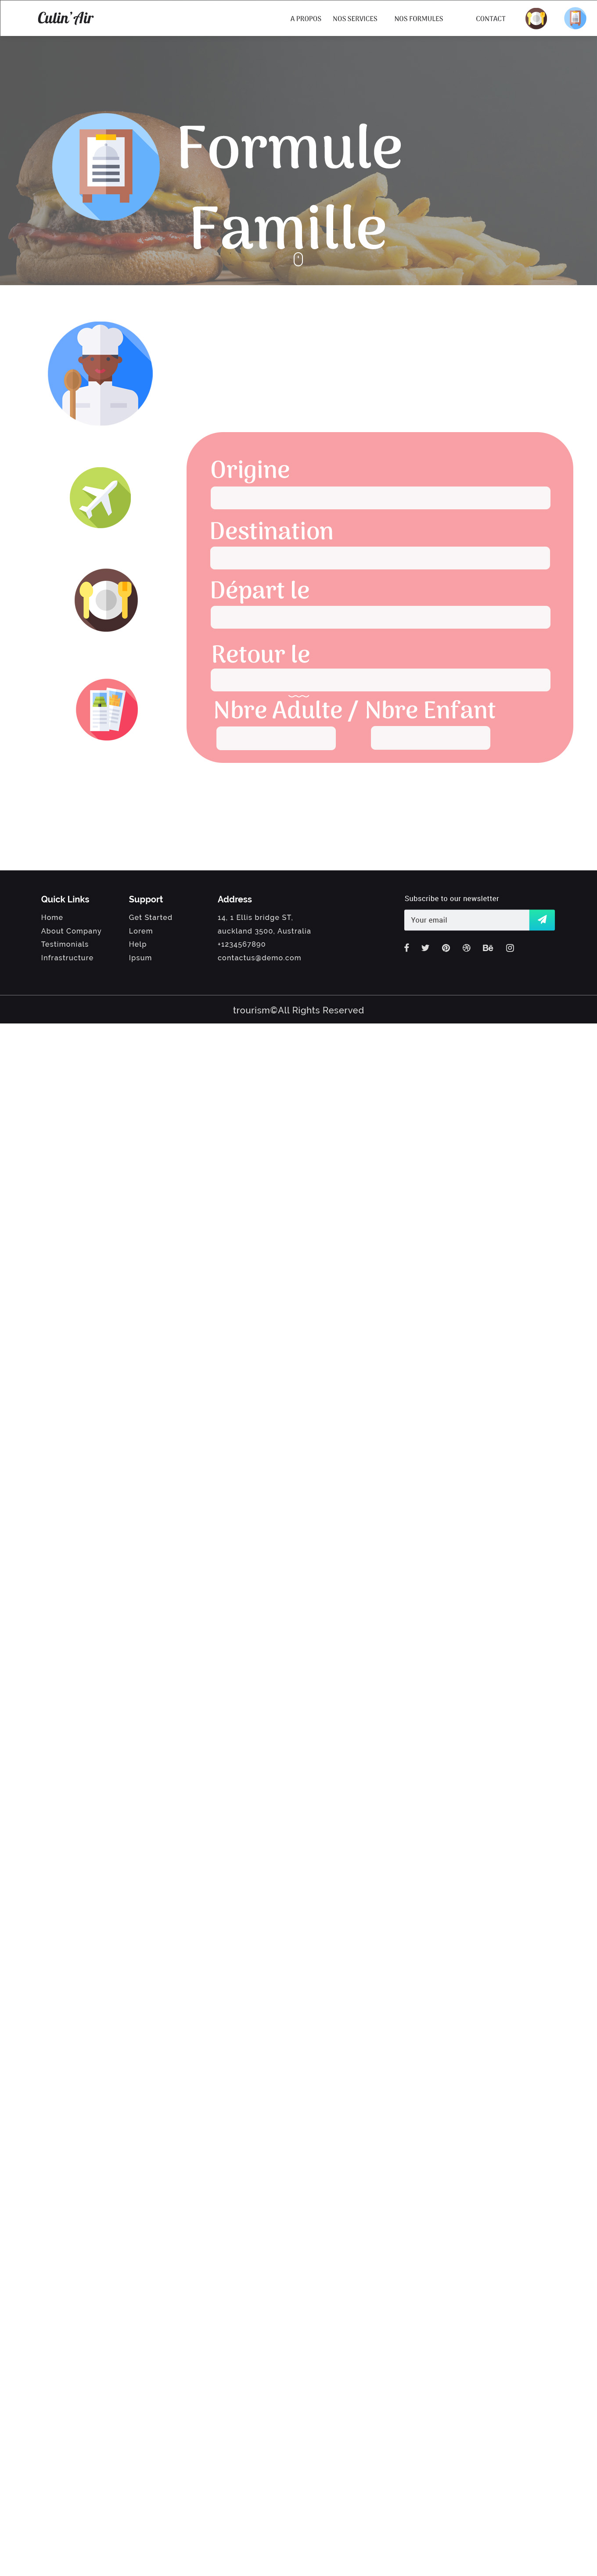 Culin'Air
A PROPOS NOS SERVICES NOS FORMULES CONTACT
Formule
Famille
Origine
Destination
Départ le
Retour le
Nbre Adulte / Nbre Enfant
Quick Links
Home
About Company
Testimonials
Infrastructure
Support
Get Started
Lorem
Help
Ipsum
Address
14, 1 Ellis bridge ST,
auckland 3500, Australia
+1234567890
contactus@demo.com
Subscribe to our newsletter
Your email
trourism©All Rights Reserved